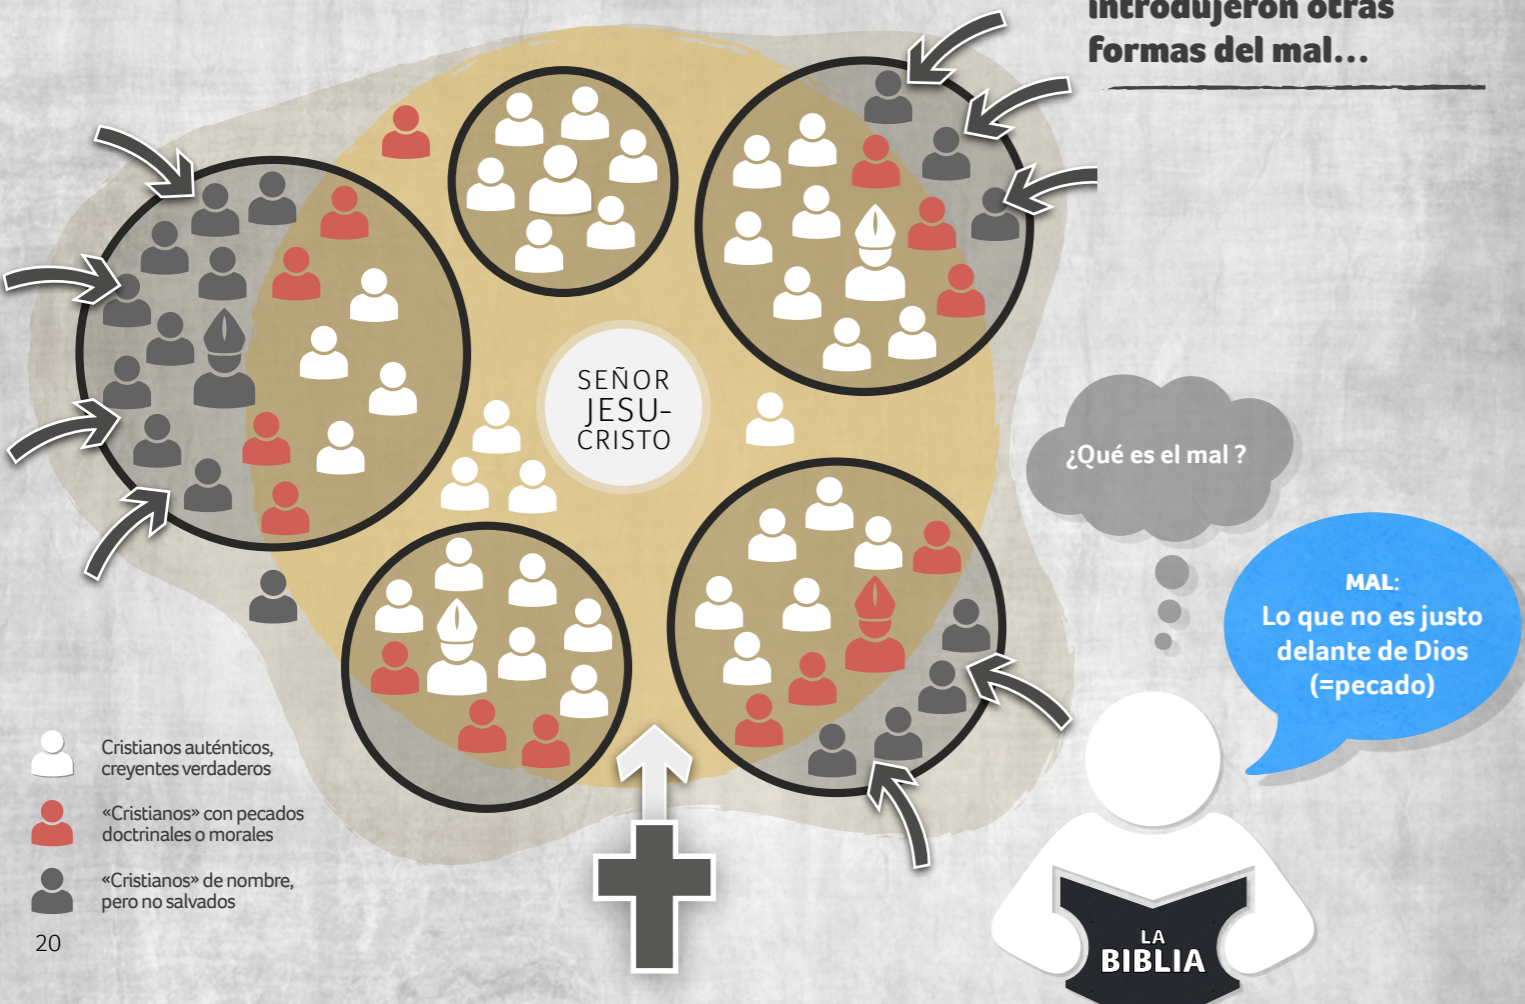 introdujeron otras
formas del mal...
SEÑOR
JESU-
CRISTO
¿Qué es el mal ?
MAL:
Lo que no es justo
delante de Dios
(=pecado)
Cristianos auténticos,
creyentes verdaderos
«Cristianos» con pecados
doctrinales o morales
«Cristianos» de nombre,
pero no salvados
20
LA
BIBLIA